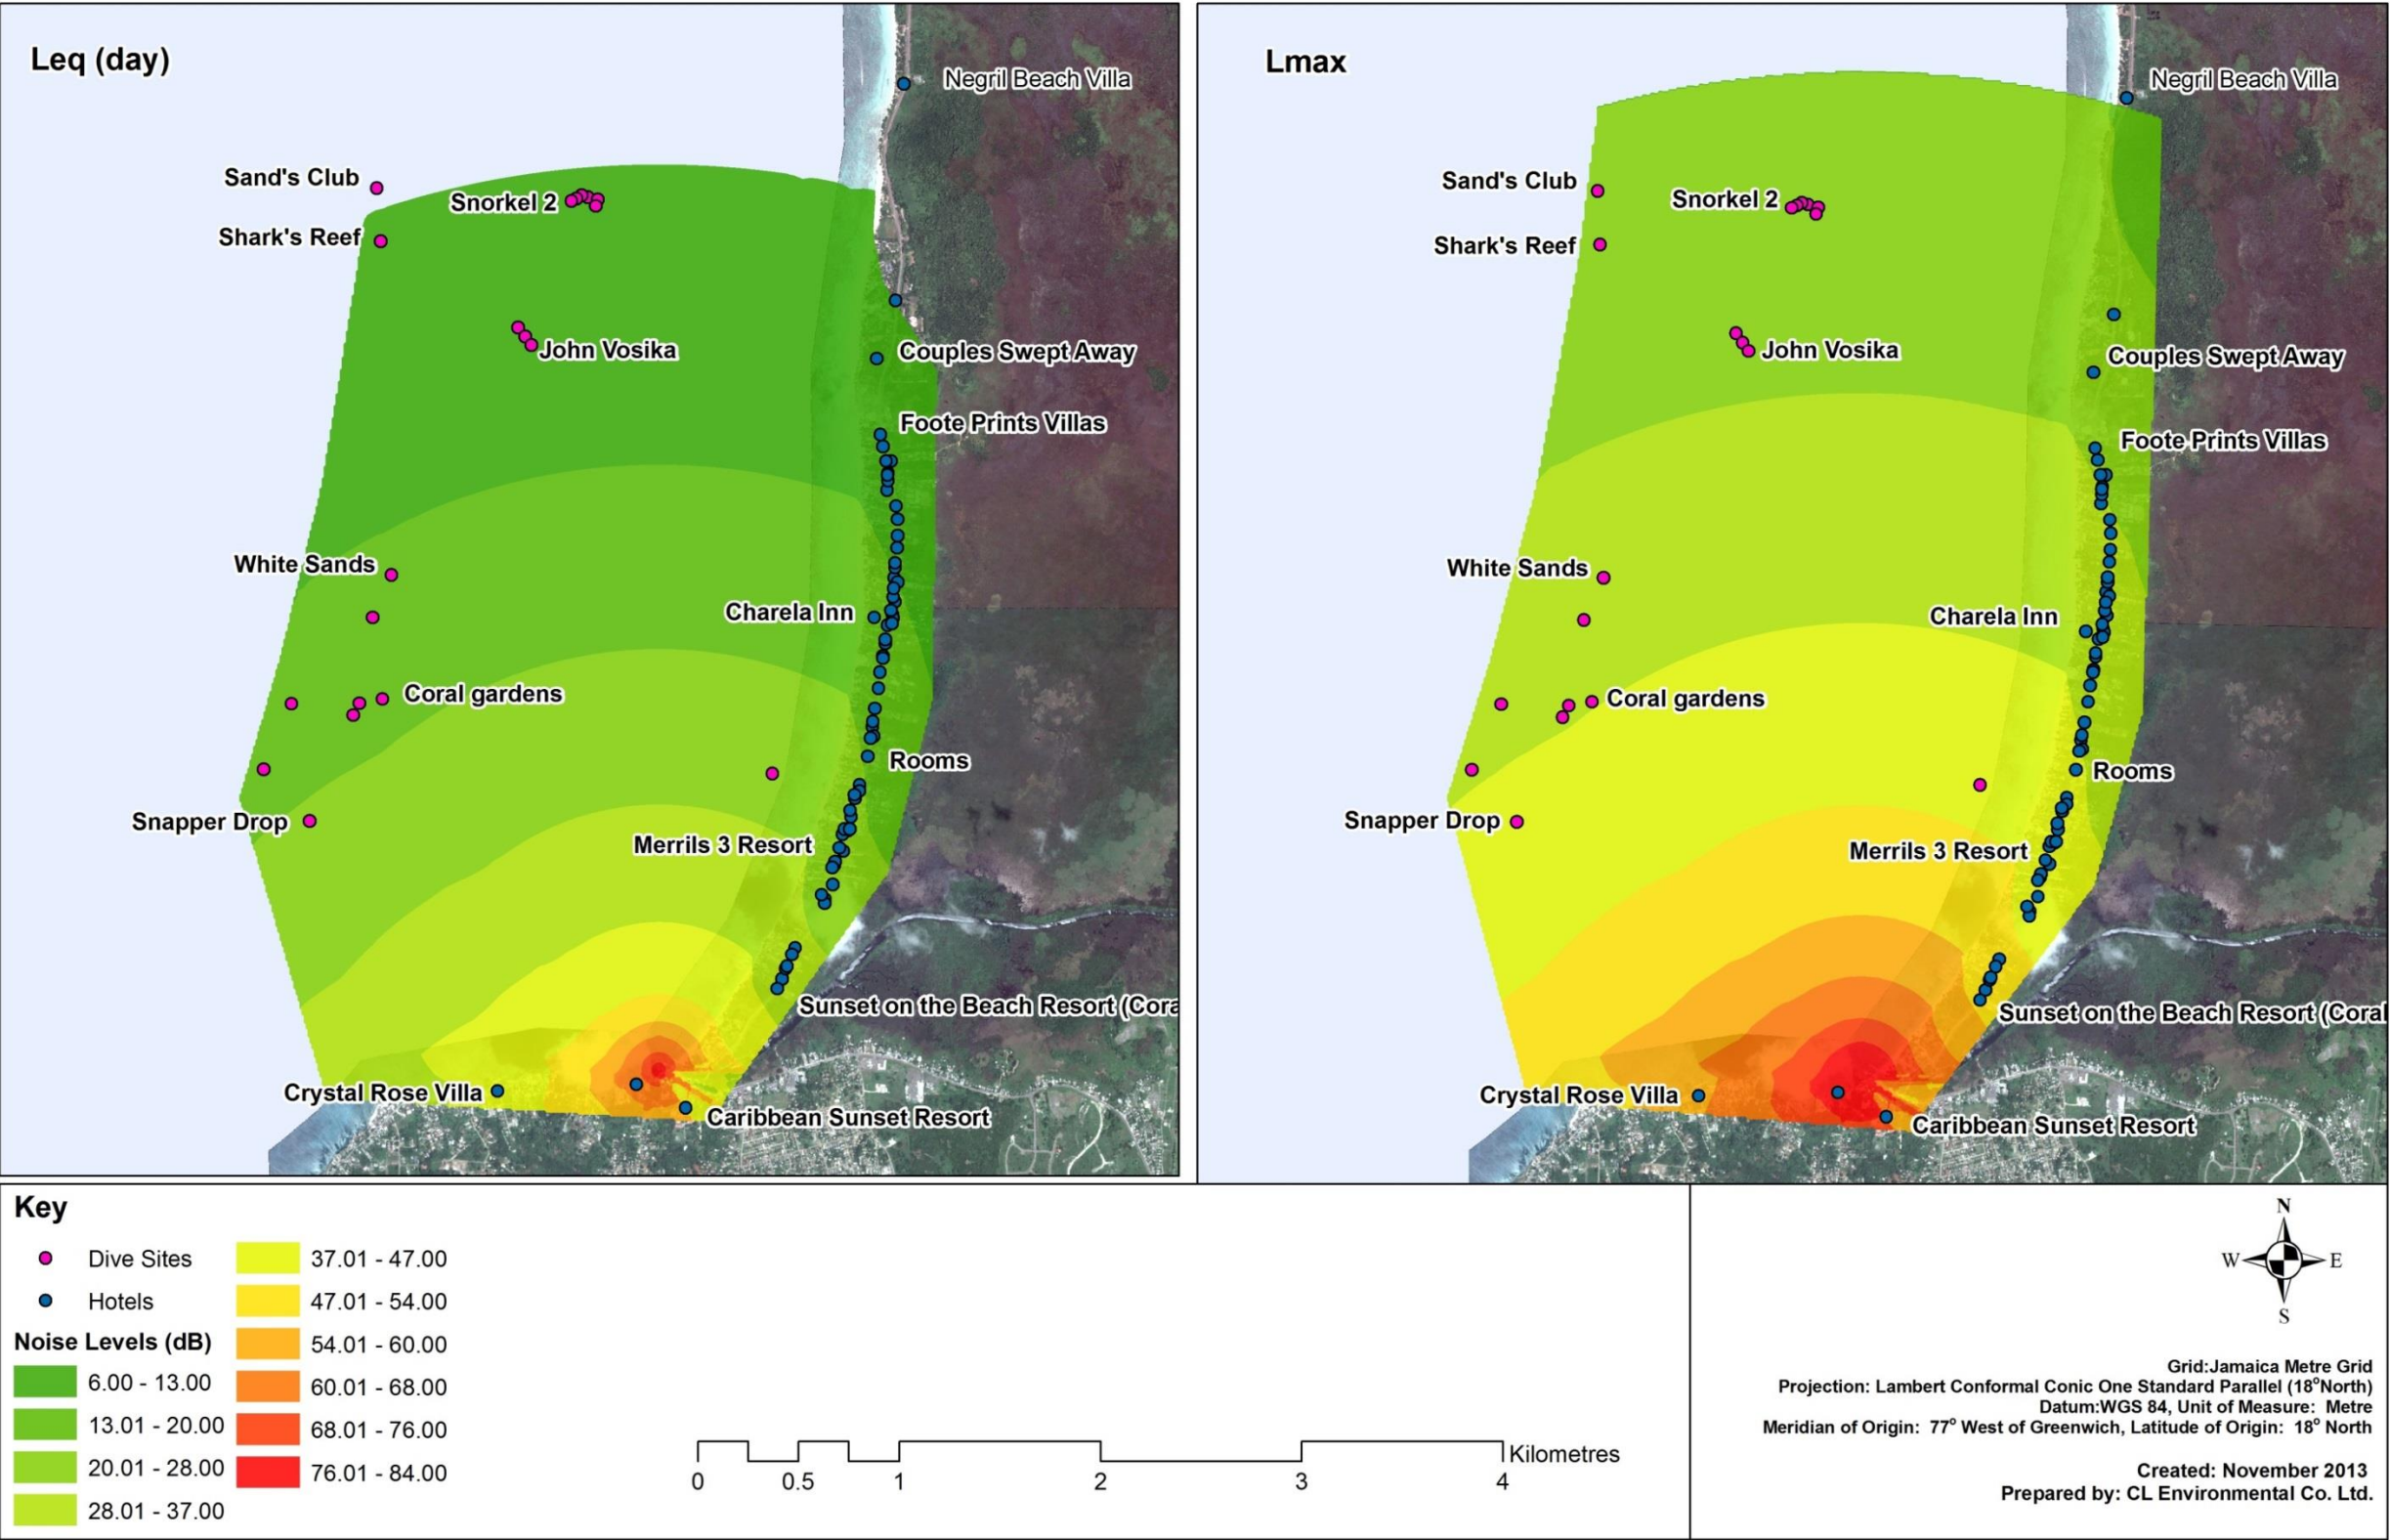 Leq (day)
Negril Beach Villa
Sand's Club
Snorkel 2
Shark's Reef
John Vosika
Couples Swept Away
Foote Prints Villas
White Sands
Charela Inn
Coral gardens
Rooms
Snapper Drop
Merrils 3 Resort
Sunset on the Beach Resort (Cora
Crystal Rose Villa
Caribbean Sunset Resort
Lmax
Negril Beach Villa
Sand's Club
Snorkel 2
Shark's Reef
John Vosika
Couples Swept Away
Foote Prints Villas
White Sands
Charela Inn
Coral gardens
Rooms
Snapper Drop
Merrils 3 Resort
Sunset on the Beach Resort (Coral
Crystal Rose Villa
Caribbean Sunset Resort
Key
Dive Sites
Hotels
Noise Levels (dB)
6.00 - 13.00
13.01 - 20.00
20.01 - 28.00
28.01 - 37.00
37.01 - 47.00
47.01 - 54.00
54.01 - 60.00
60.01 - 68.00
68.01 - 76.00
76.01 - 84.00
Kilometres
0 0.5 1 2 3 4
N
W E
S
Grid:Jamaica Metre Grid
Projection: Lambert Conformal Conic One Standard Parallel (18°North)
Datum:WGS 84, Unit of Measure: Metre
Meridian of Origin: 77° West of Greenwich, Latitude of Origin: 18° North
Created: November 2013
Prepared by: CL Environmental Co. Ltd.